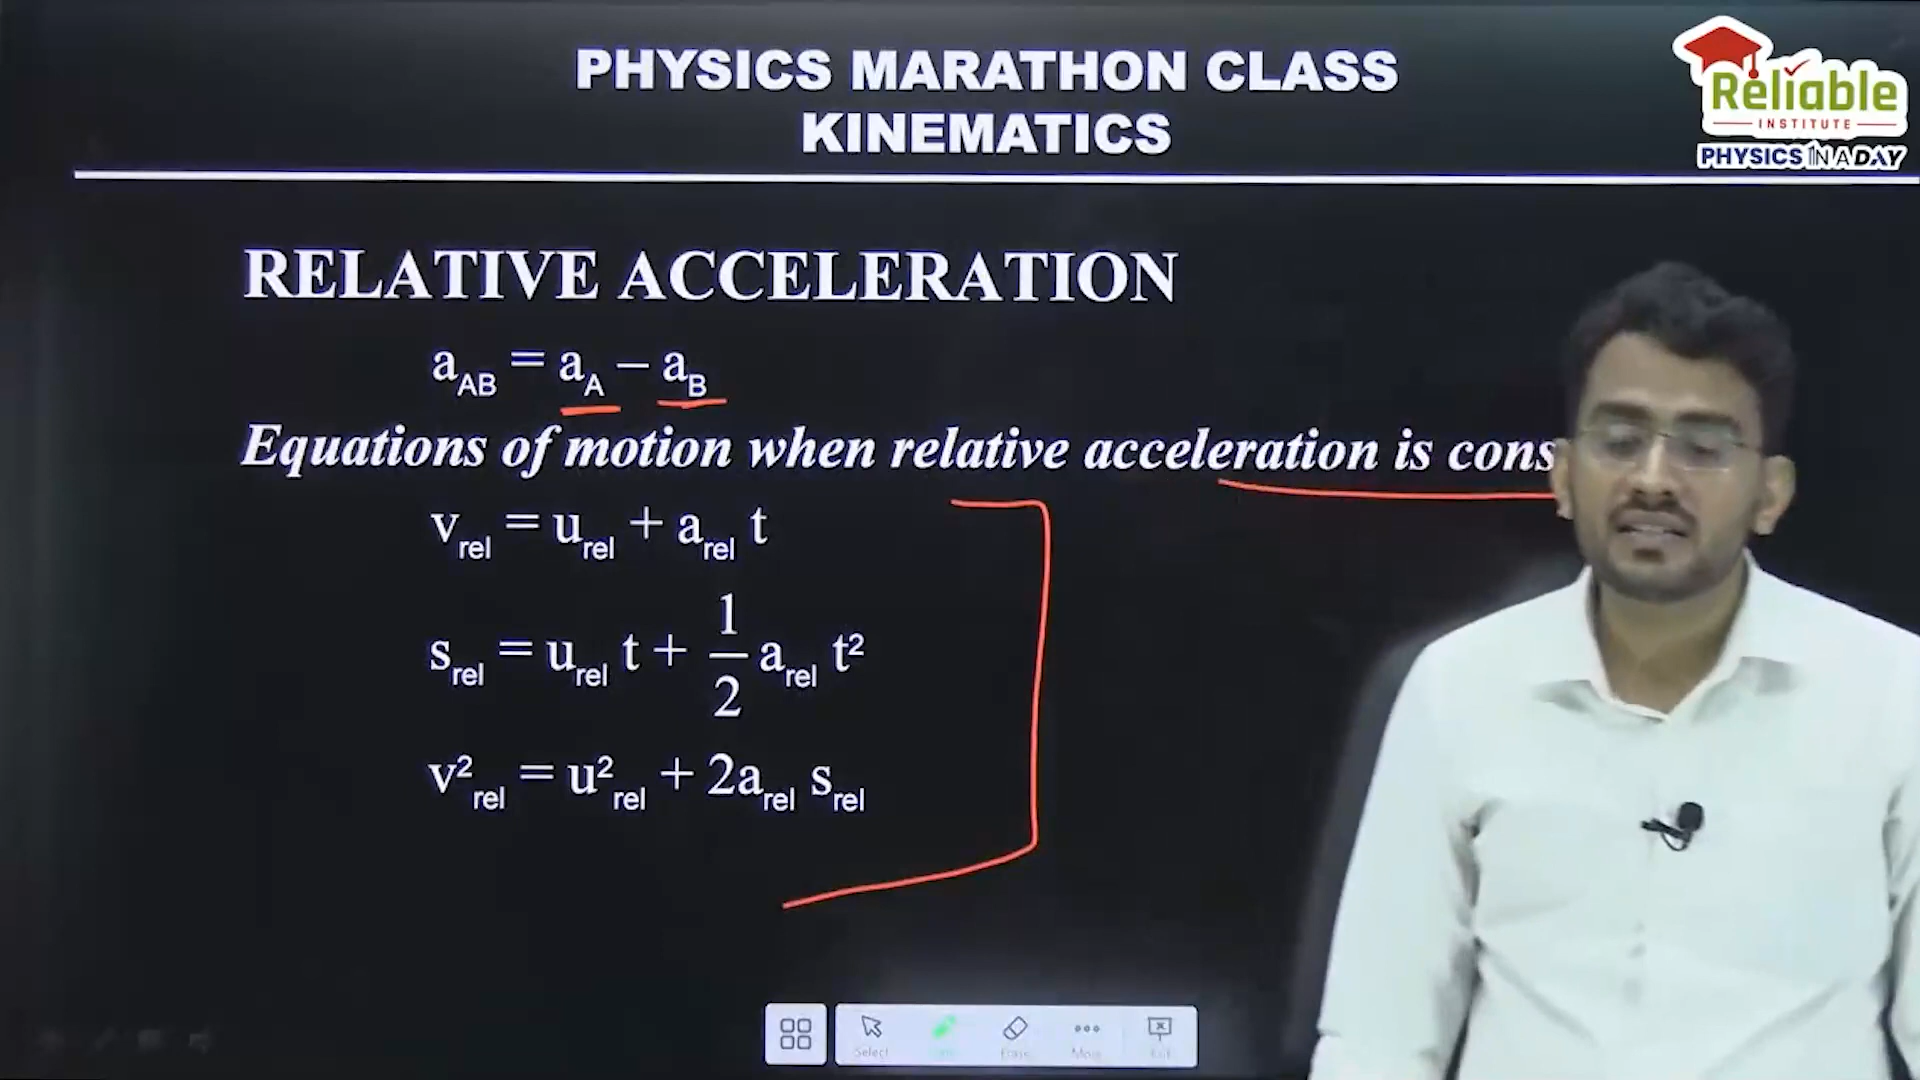 PHYSICS MARATHON CLASS
KINEMATICS
Reliable
INSTITUTE
PHYSICS IN A DAY
RELATIVE ACCELERATION
a_AB = a_A – a_B
Equations of motion when relative acceleration is cons
v_rel = u_rel + a_rel t
s_rel = u_rel t + 1/2 a_rel t²
v²_rel = u²_rel + 2a_rel s_rel
Select Erase More